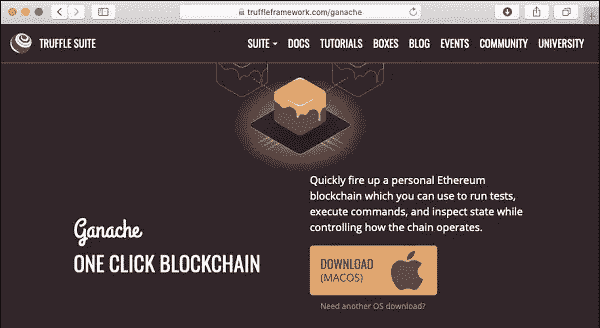 truffleframework.com/ganache
TRUFFLE SUITE
SUITE DOCS TUTORIALS BOXES BLOG EVENTS COMMUNITY UNIVERSITY
Quickly fire up a personal Ethereum
blockchain which you can use to run tests,
execute commands, and inspect state while
controlling how the chain operates.
Ganache
ONE CLICK BLOCKCHAIN
DOWNLOAD
(MACOS)
Need another OS download?